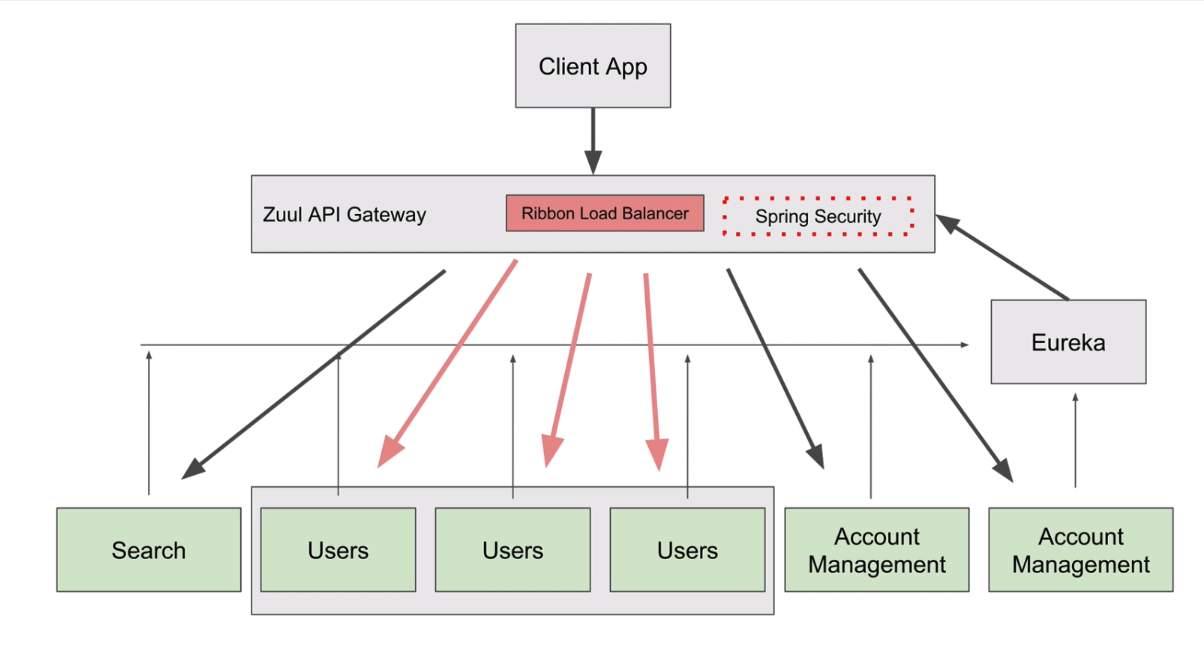 Client App
Zuul API Gateway
Ribbon Load Balancer
Spring Security
Eureka
Search
Users
Users
Users
Account
Management
Account
Management